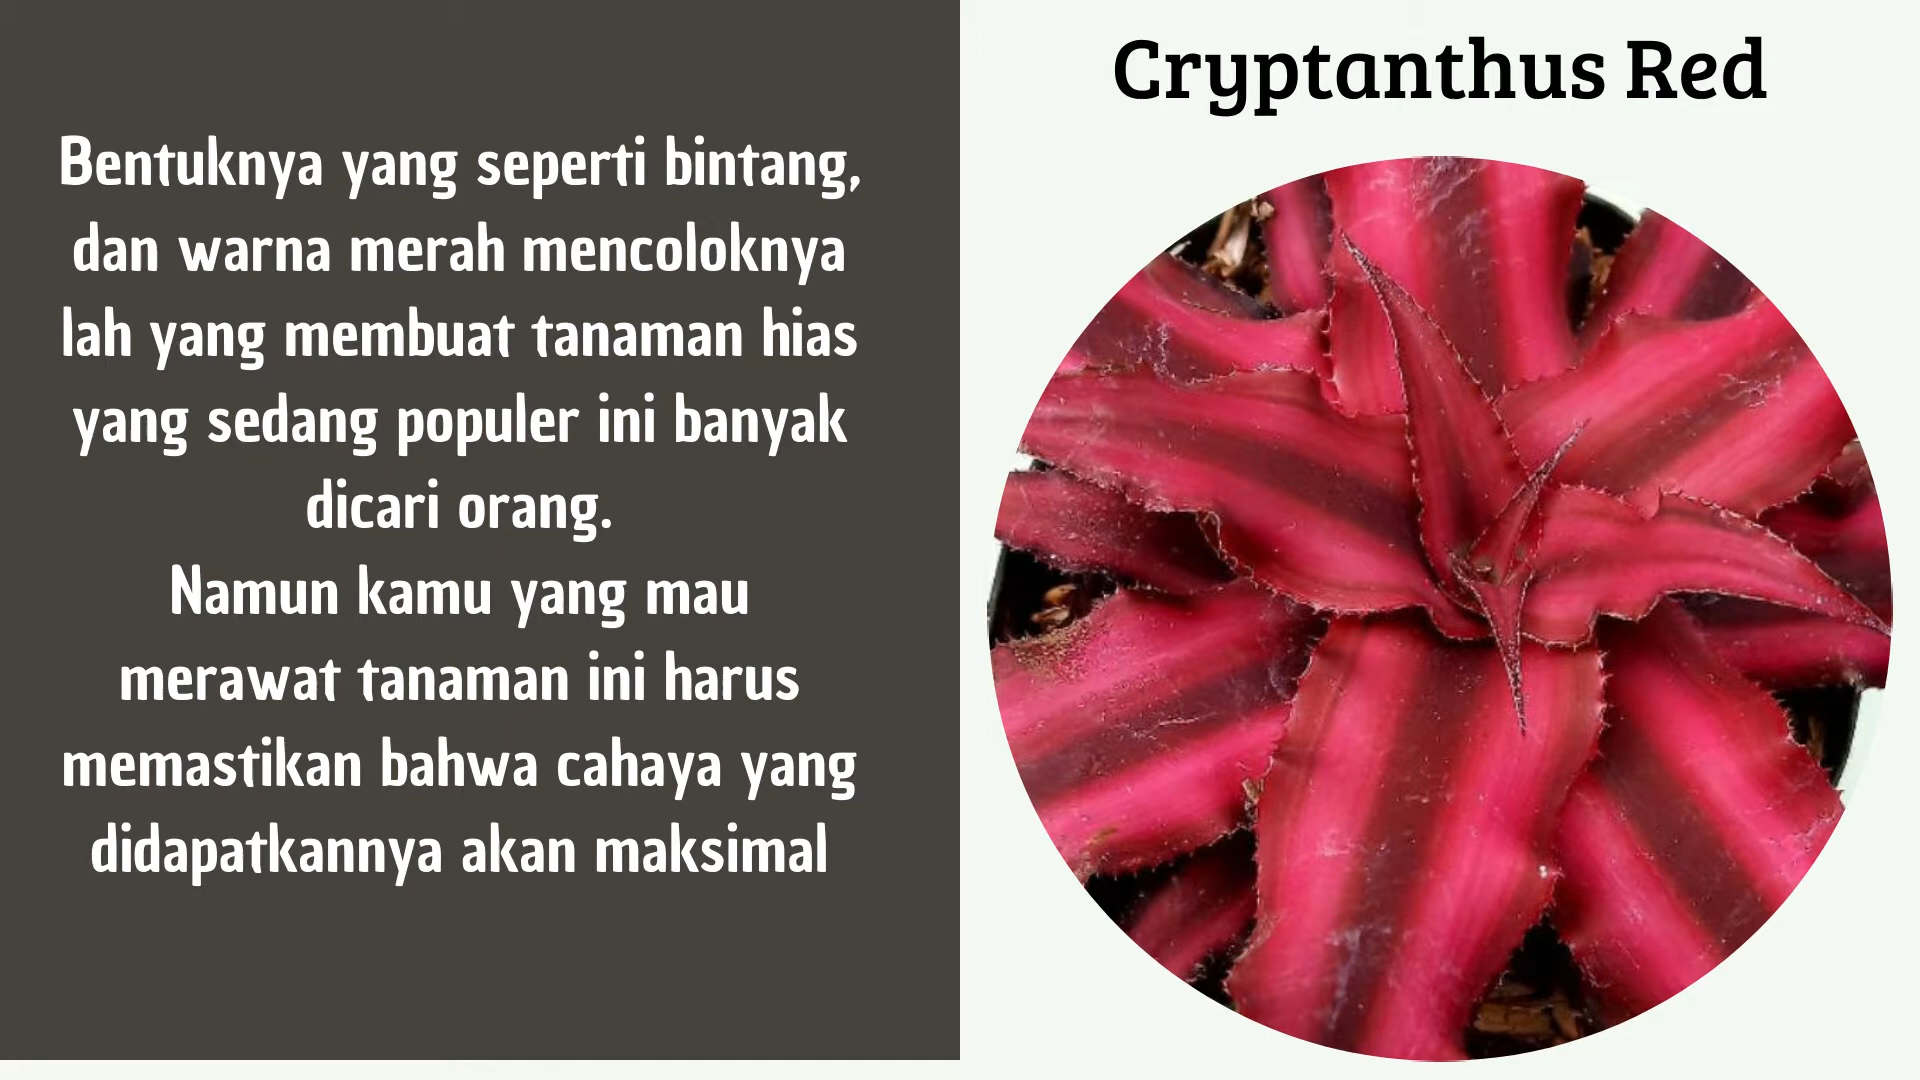 Cryptanthus Red
Bentuknya yang seperti bintang,
dan warna merah mencoloknya
lah yang membuat tanaman hias
yang sedang populer ini banyak
dicari orang.
Namun kamu yang mau
merawat tanaman ini harus
memastikan bahwa cahaya yang
didapatkannya akan maksimal